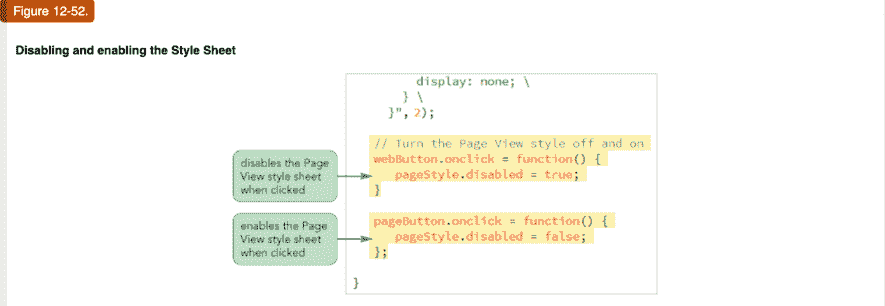 Figure 12-52.
Disabling and enabling the Style Sheet
display: none; \
} \
}", 2);
// Turn the Page View style off and on
webButton.onclick = function() {
pageStyle.disabled = true;
}
disables the Page
View style sheet
when clicked
pageButton.onclick = function() {
pageStyle.disabled = false;
};
enables the Page
View style sheet
when clicked
}